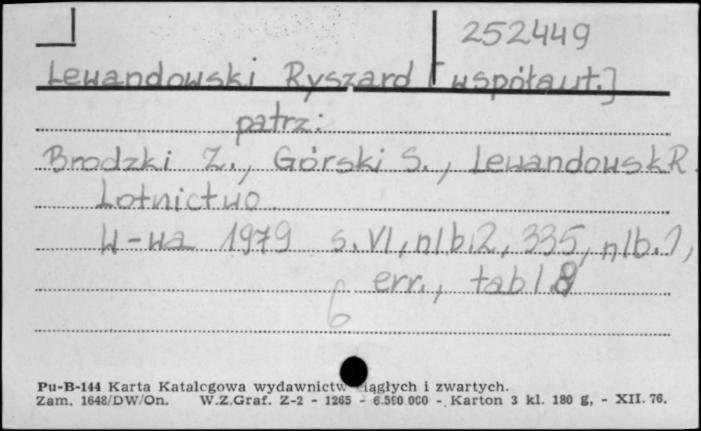 252449
Lewandowski Ryszard [współaut.]
patrz:
Brodzki Z., Górski S., Lewandowsk R.
Lotnictwo.
W-wa 1979 s. VI, nlb.2, 335, nlb.1,
err., tabl.8
6
Pu-B-144 Karta Katalogowa wydawnictw ciągłych i zwartych.
Zam. 1648/DW/On. W.Z.Graf. Z-2 - 1265 - 6.500.000 - Karton 3 kl. 180 g, - XII. 76.